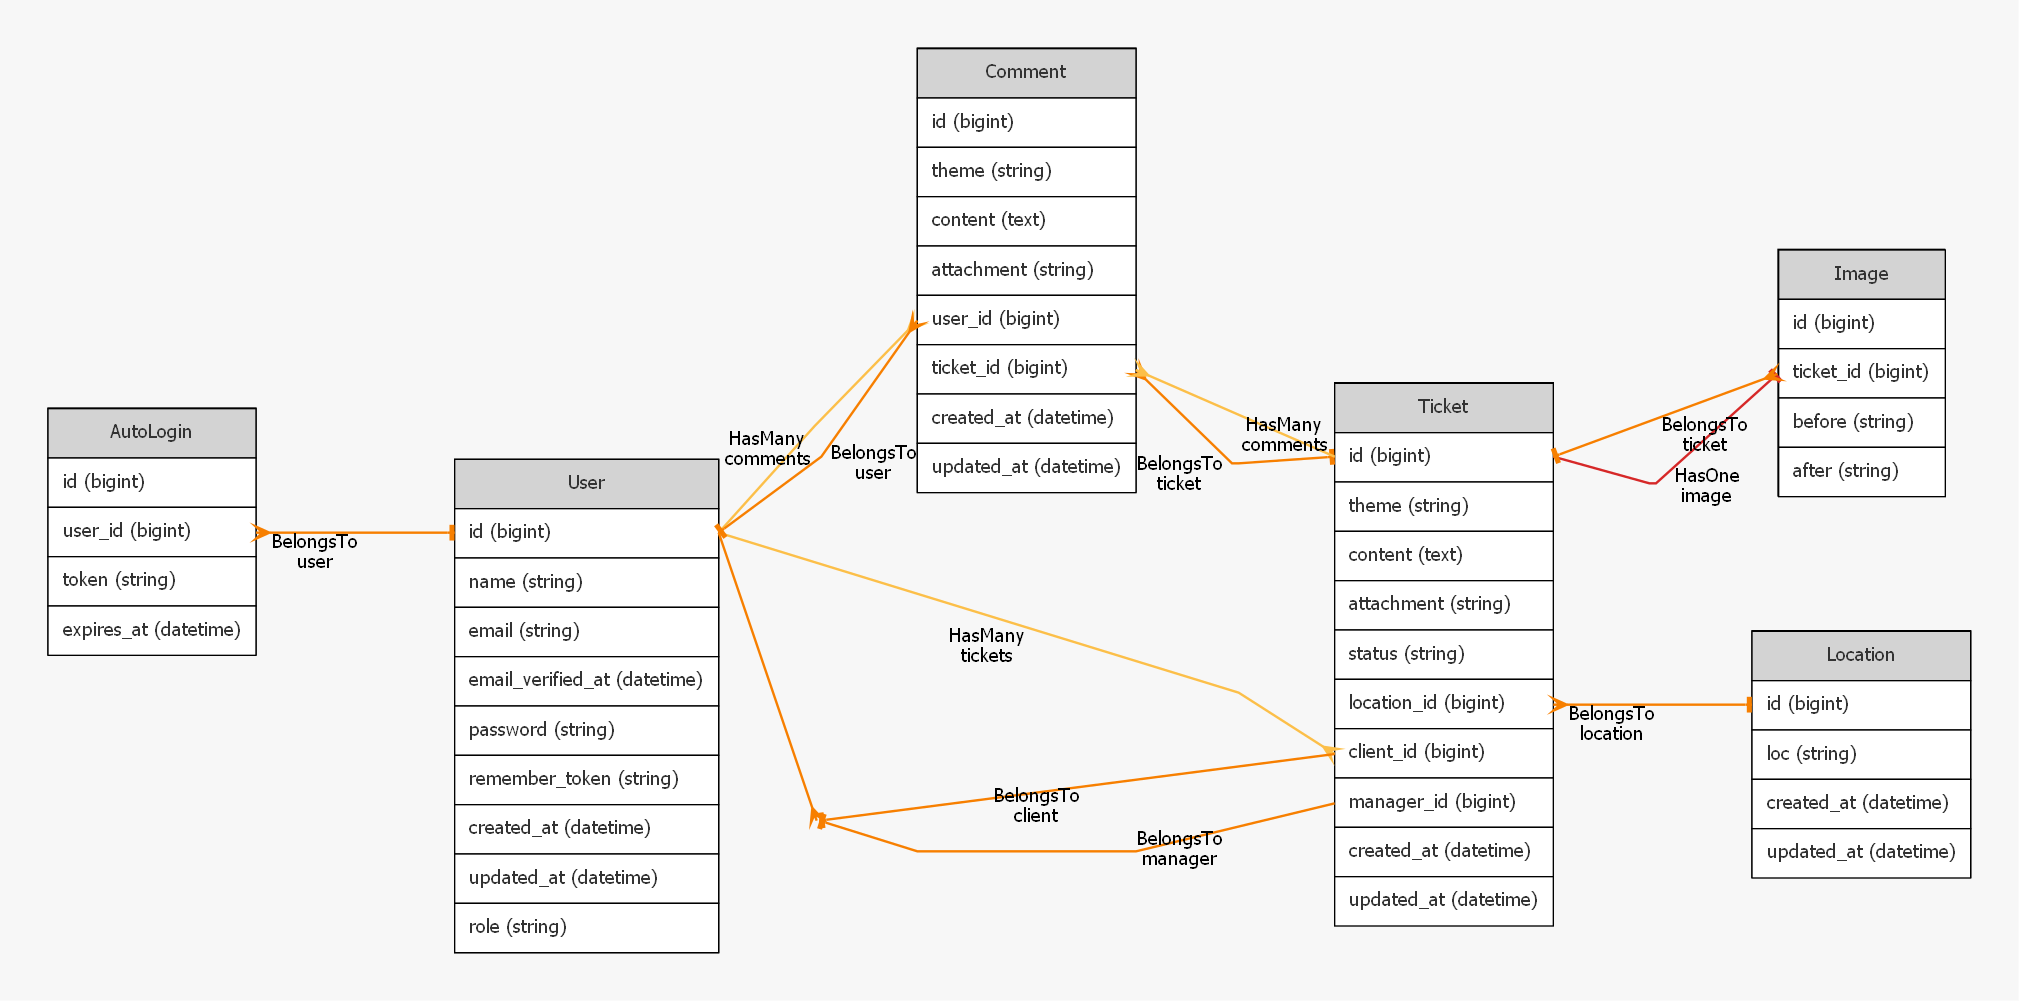 AutoLogin
id (bigint)
user_id (bigint)
token (string)
expires_at (datetime)
BelongsTo
user
User
id (bigint)
name (string)
email (string)
email_verified_at (datetime)
password (string)
remember_token (string)
created_at (datetime)
updated_at (datetime)
role (string)
HasMany
comments
BelongsTo
user
HasMany
tickets
BelongsTo
client
BelongsTo
manager
Comment
id (bigint)
theme (string)
content (text)
attachment (string)
user_id (bigint)
ticket_id (bigint)
created_at (datetime)
updated_at (datetime)
HasMany
comments
BelongsTo
ticket
Ticket
id (bigint)
theme (string)
content (text)
attachment (string)
status (string)
location_id (bigint)
client_id (bigint)
manager_id (bigint)
created_at (datetime)
updated_at (datetime)
BelongsTo
ticket
HasOne
image
BelongsTo
location
Image
id (bigint)
ticket_id (bigint)
before (string)
after (string)
Location
id (bigint)
loc (string)
created_at (datetime)
updated_at (datetime)